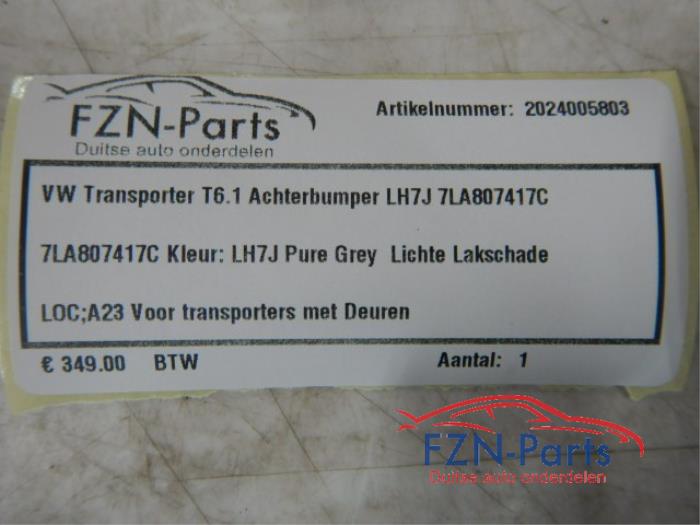 FZN-Parts
Duitse auto onderdelen
Artikelnummer: 2024005803
VW Transporter T6.1 Achterbumper LH7J 7LA807417C
7LA807417C Kleur: LH7J Pure Grey Lichte Lakschade
LOC;A23 Voor transporters met Deuren
€ 349.00 BTW Aantal: 1
FZN-Parts
Duitse auto onderdelen